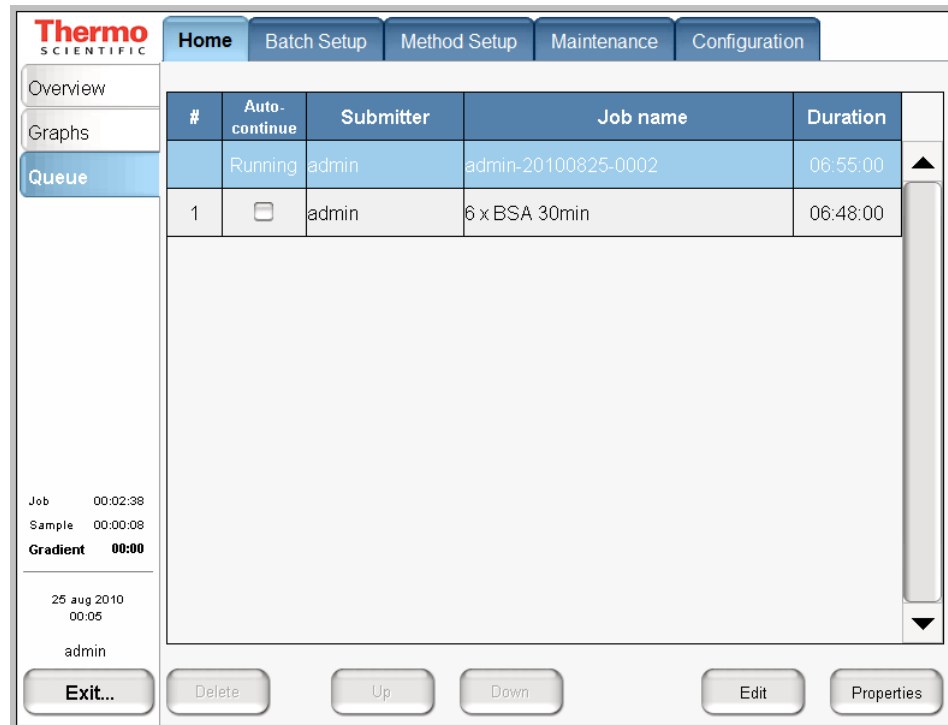 Thermo
SCIENTIFIC
Home Batch Setup Method Setup Maintenance Configuration
Overview
Graphs
Queue
# Auto-continue Submitter Job name Duration
Running admin admin-20100825-0002 06:55:00
1 admin 6 x BSA 30min 06:48:00
Job 00:02:38
Sample 00:00:08
Gradient 00:00
25 aug 2010
00:05
admin
Exit... Delete Up Down Edit Properties